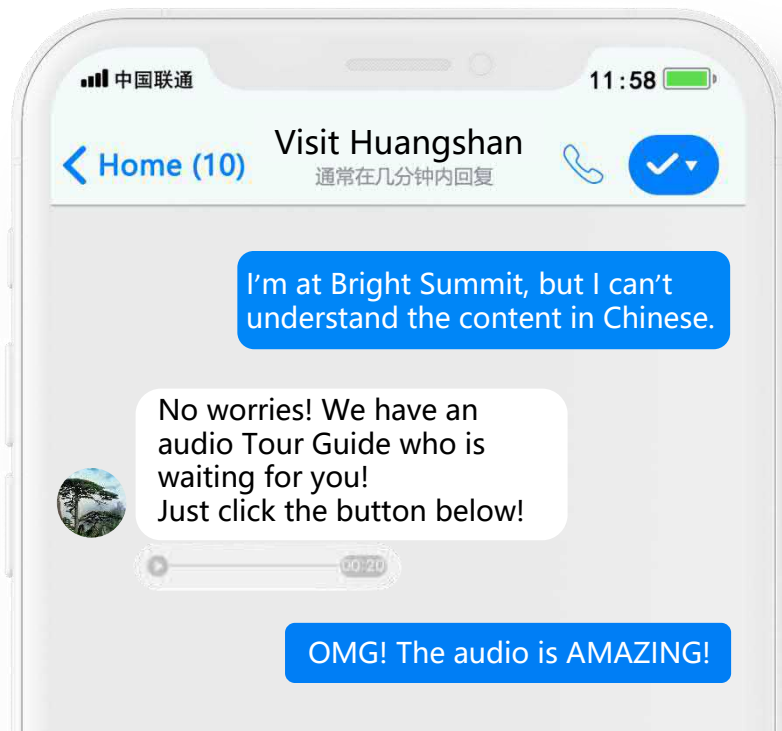 中国联通
11:58
Home (10)
Visit Huangshan
通常在几分钟内回复
I'm at Bright Summit, but I can't
understand the content in Chinese.
No worries! We have an
audio Tour Guide who is
waiting for you!
Just click the button below!
00:20
OMG! The audio is AMAZING!